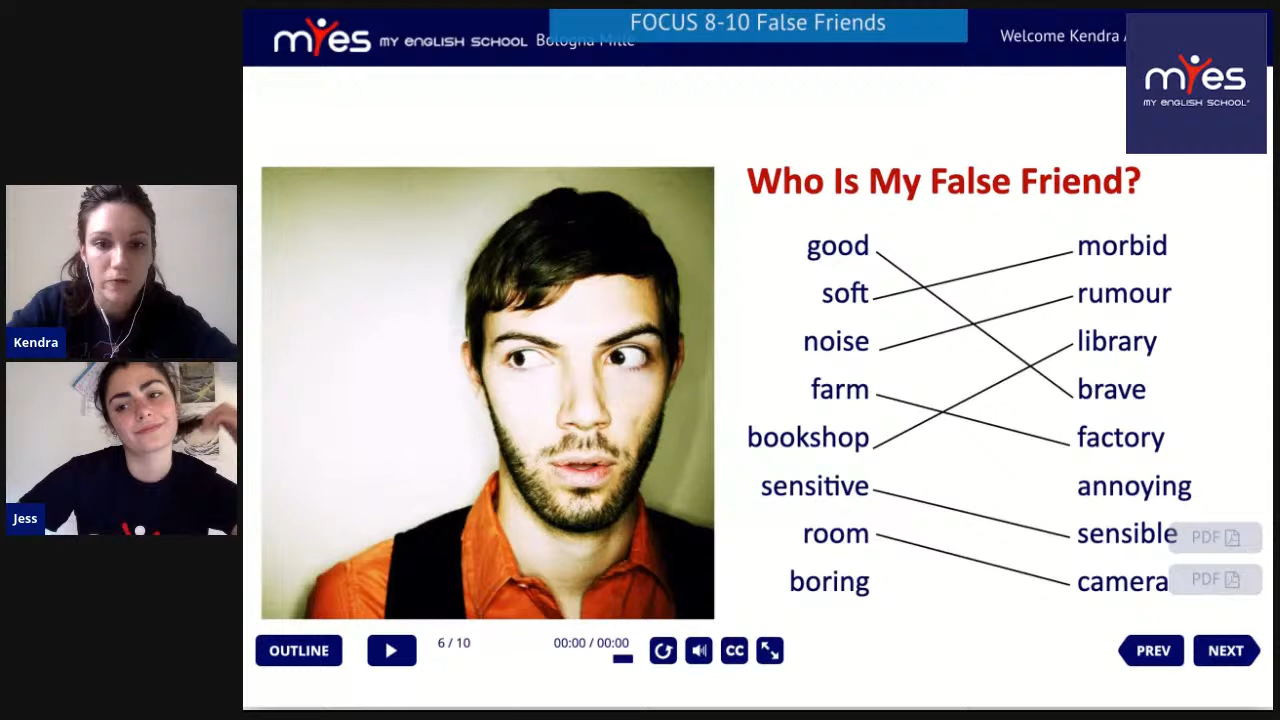 FOCUS 8-10 False Friends
myes MY ENGLISH SCHOOL Bologna Mille
Welcome Kendra
myes
MY ENGLISH SCHOOL
Kendra
Jess
Who Is My False Friend?
good morbid
soft rumour
noise library
farm brave
bookshop factory
sensitive annoying
room sensible
boring camera
PDF
PDF
OUTLINE 6 / 10 00:00 / 00:00 CC PREV NEXT